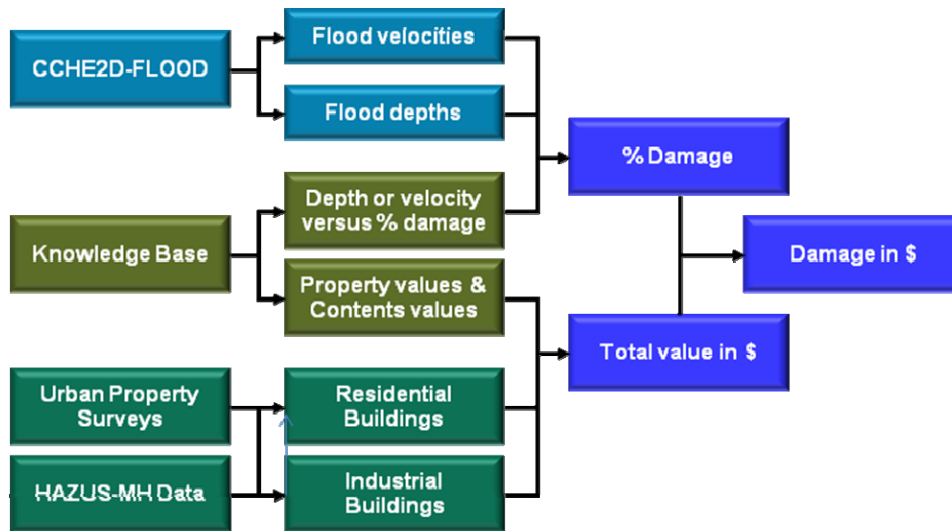 CCHE2D-FLOOD
Flood velocities
Flood depths
% Damage
Knowledge Base
Depth or velocity
versus % damage
Property values &
Contents values
Damage in $
Total value in $
Urban Property
Surveys
Residential
Buildings
HAZUS-MH Data
Industrial
Buildings